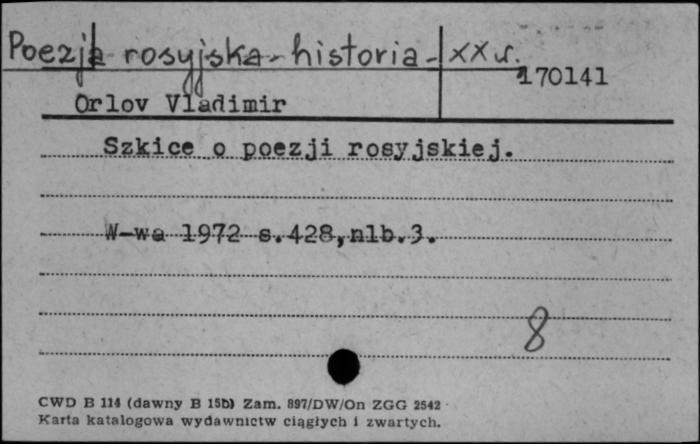 Poezja rosyjska - historia - XX w.
170141
Orlov Vladimir
Szkice o poezji rosyjskiej.
W-wa 1972 s.428,nlb.3.
8
CWD B 114 (dawny B 15b) Zam. 897/DW/On ZGG 2542
Karta katalogowa wydawnictw ciągłych i zwartych.